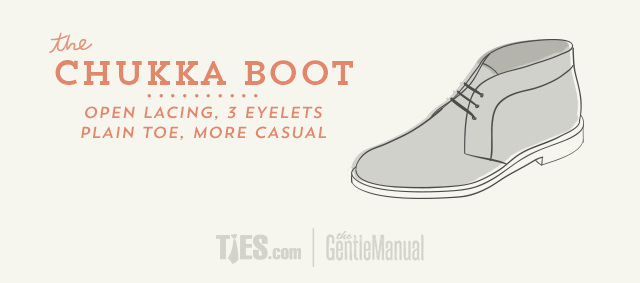 the
CHUKKA BOOT
OPEN LACING, 3 EYELETS
PLAIN TOE, MORE CASUAL
TIES.com | the GentleManual